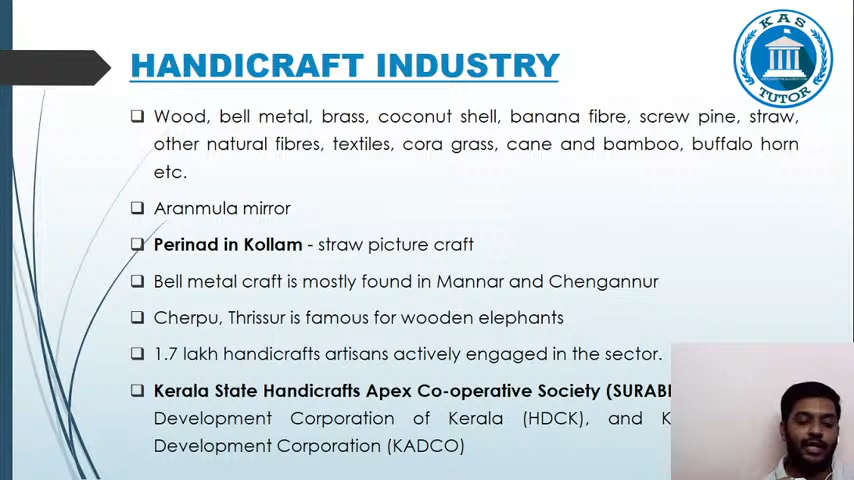 HANDICRAFT INDUSTRY
KAS
TUTOR
Wood, bell metal, brass, coconut shell, banana fibre, screw pine, straw,
other natural fibres, textiles, cora grass, cane and bamboo, buffalo horn
etc.
Aranmula mirror
Perinad in Kollam - straw picture craft
Bell metal craft is mostly found in Mannar and Chengannur
Cherpu, Thrissur is famous for wooden elephants
1.7 lakh handicrafts artisans actively engaged in the sector.
Kerala State Handicrafts Apex Co-operative Society
Development Corporation of Kerala (HDCK), and
Development Corporation (KADCO)